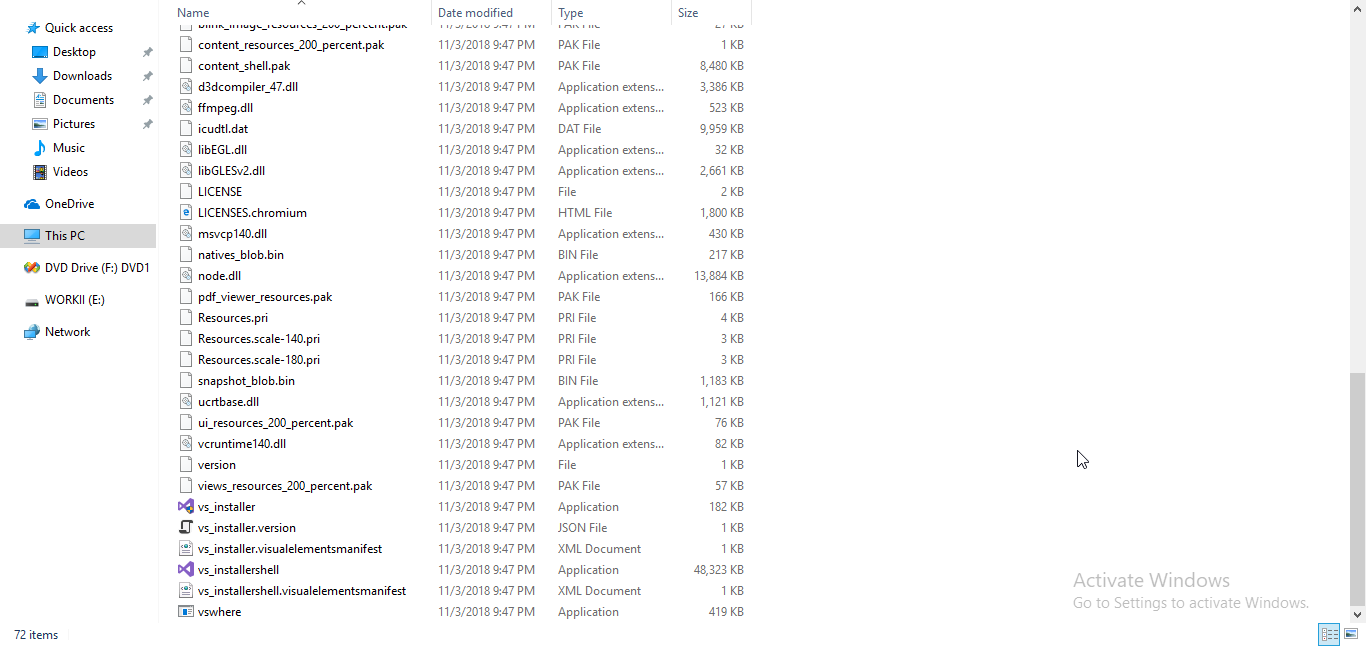 Name Date modified Type Size
Quick access
Desktop
Downloads
Documents
Pictures
Music
Videos
OneDrive
This PC
DVD Drive (F:) DVD1
WORKII (E:)
Network
blink_image_resources_200_percent.pak 11/3/2018 9:47 PM PAK File 27 KB
content_resources_200_percent.pak 11/3/2018 9:47 PM PAK File 1 KB
content_shell.pak 11/3/2018 9:47 PM PAK File 8,480 KB
d3dcompiler_47.dll 11/3/2018 9:47 PM Application extens... 3,386 KB
ffmpeg.dll 11/3/2018 9:47 PM Application extens... 523 KB
icudtl.dat 11/3/2018 9:47 PM DAT File 9,959 KB
libEGL.dll 11/3/2018 9:47 PM Application extens... 32 KB
libGLESv2.dll 11/3/2018 9:47 PM Application extens... 2,661 KB
LICENSE 11/3/2018 9:47 PM File 2 KB
LICENSES.chromium 11/3/2018 9:47 PM HTML File 1,800 KB
msvcp140.dll 11/3/2018 9:47 PM Application extens... 430 KB
natives_blob.bin 11/3/2018 9:47 PM BIN File 217 KB
node.dll 11/3/2018 9:47 PM Application extens... 13,884 KB
pdf_viewer_resources.pak 11/3/2018 9:47 PM PAK File 166 KB
Resources.pri 11/3/2018 9:47 PM PRI File 4 KB
Resources.scale-140.pri 11/3/2018 9:47 PM PRI File 3 KB
Resources.scale-180.pri 11/3/2018 9:47 PM PRI File 3 KB
snapshot_blob.bin 11/3/2018 9:47 PM BIN File 1,183 KB
ucrtbase.dll 11/3/2018 9:47 PM Application extens... 1,121 KB
ui_resources_200_percent.pak 11/3/2018 9:47 PM PAK File 76 KB
vcruntime140.dll 11/3/2018 9:47 PM Application extens... 82 KB
version 11/3/2018 9:47 PM File 1 KB
views_resources_200_percent.pak 11/3/2018 9:47 PM PAK File 57 KB
vs_installer 11/3/2018 9:47 PM Application 182 KB
vs_installer.version 11/3/2018 9:47 PM JSON File 1 KB
vs_installer.visualelementsmanifest 11/3/2018 9:47 PM XML Document 1 KB
vs_installershell 11/3/2018 9:47 PM Application 48,323 KB
vs_installershell.visualelementsmanifest 11/3/2018 9:47 PM XML Document 1 KB
vswhere 11/3/2018 9:47 PM Application 419 KB
Activate Windows
Go to Settings to activate Windows.
72 items